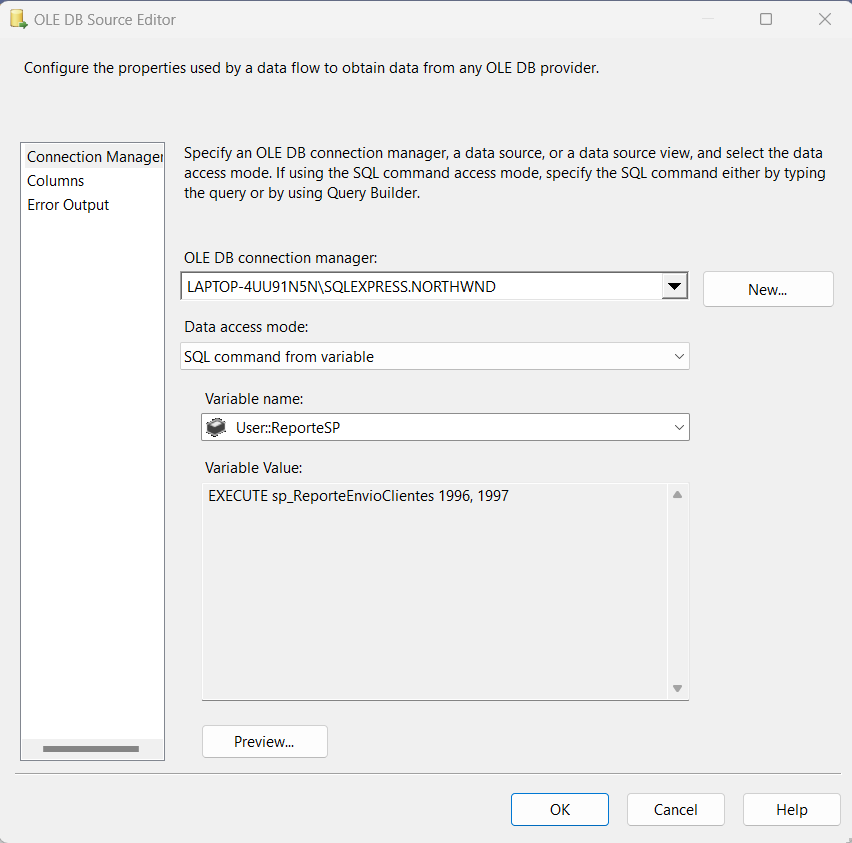 OLE DB Source Editor
Configure the properties used by a data flow to obtain data from any OLE DB provider.
Connection Manager
Columns
Error Output
Specify an OLE DB connection manager, a data source, or a data source view, and select the data
access mode. If using the SQL command access mode, specify the SQL command either by typing
the query or by using Query Builder.
OLE DB connection manager:
LAPTOP-4UU91N5N\SQLEXPRESS.NORTHWND
New...
Data access mode:
SQL command from variable
Variable name:
User::ReporteSP
Variable Value:
EXECUTE sp_ReporteEnvioClientes 1996, 1997
Preview...
OK
Cancel
Help